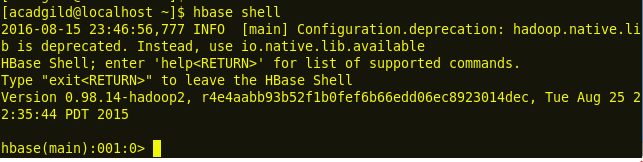 [acadgild@localhost ~]$ hbase shell
2016-08-15 23:46:56,777 INFO  [main] Configuration.deprecation: hadoop.native.li
b is deprecated. Instead, use io.native.lib.available
HBase Shell; enter 'help<RETURN>' for list of supported commands.
Type "exit<RETURN>" to leave the HBase Shell
Version 0.98.14-hadoop2, r4e4aabb93b52f1b0fef6b66edd06ec8923014dec, Tue Aug 25 2
2:35:44 PDT 2015
hbase(main):001:0>